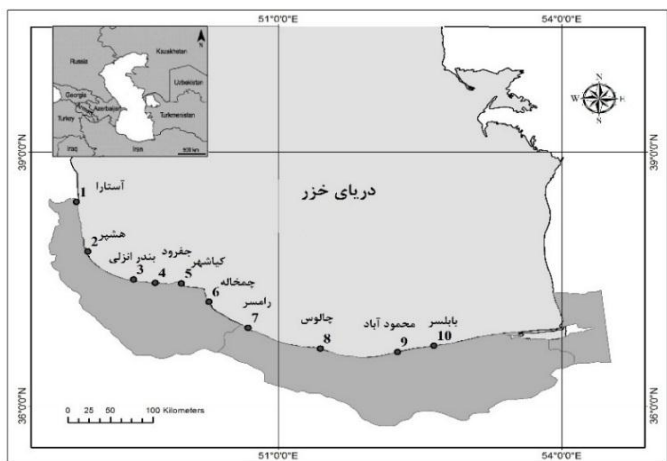 51°0'0"E
54°0'0"E
N
Kazakhstan
Russia
Uzbekistan
Georgia
Azerbaijan
Turkey
Turkmenistan
Iraq
Iran
N
W
E
S
39°0'0"N
39°0'0"N
دریای خزر
1 آستارا
2 هشپر
3 بندر انزلی
4 جفرود
5 کیاشهر
6 چمخاله
7 رامسر
8 چالوس
9 محمود آباد
10 بابلسر
36°0'0"N
36°0'0"N
0 25 50 100 Kilometers
51°0'0"E
54°0'0"E